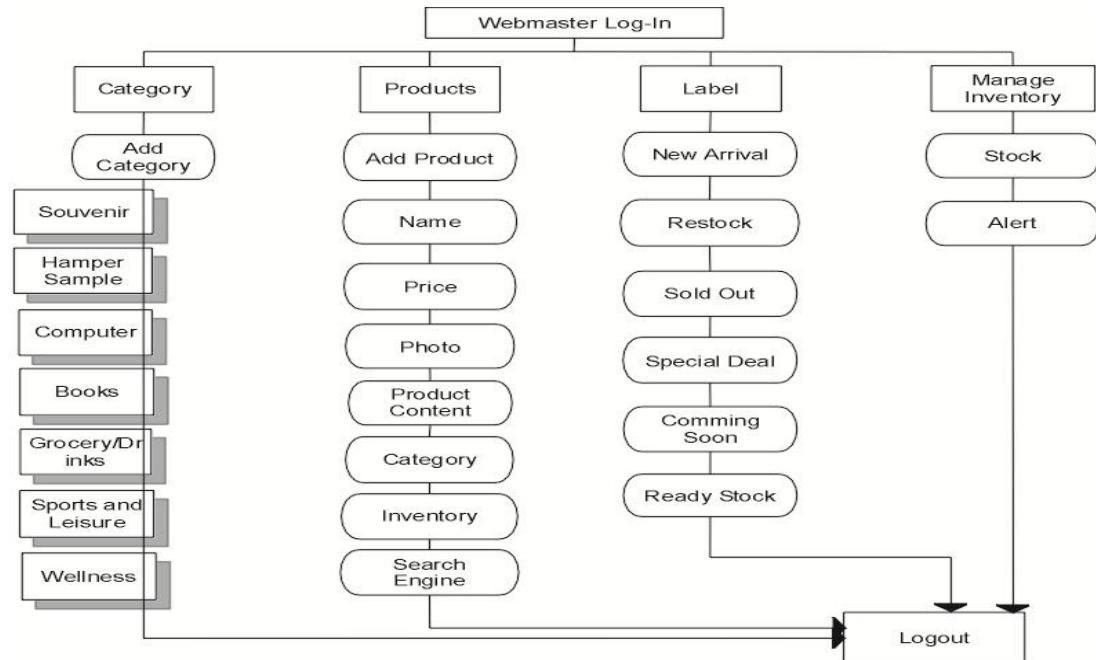 Webmaster Log-In
Category
Products
Label
Manage
Inventory
Add
Category
Souvenir
Hamper
Sample
Computer
Books
Grocery/Dr
inks
Sports and
Leisure
Wellness
Add Product
Name
Price
Photo
Product
Content
Category
Inventory
Search
Engine
New Arrival
Restock
Sold Out
Special Deal
Comming
Soon
Ready Stock
Stock
Alert
Logout